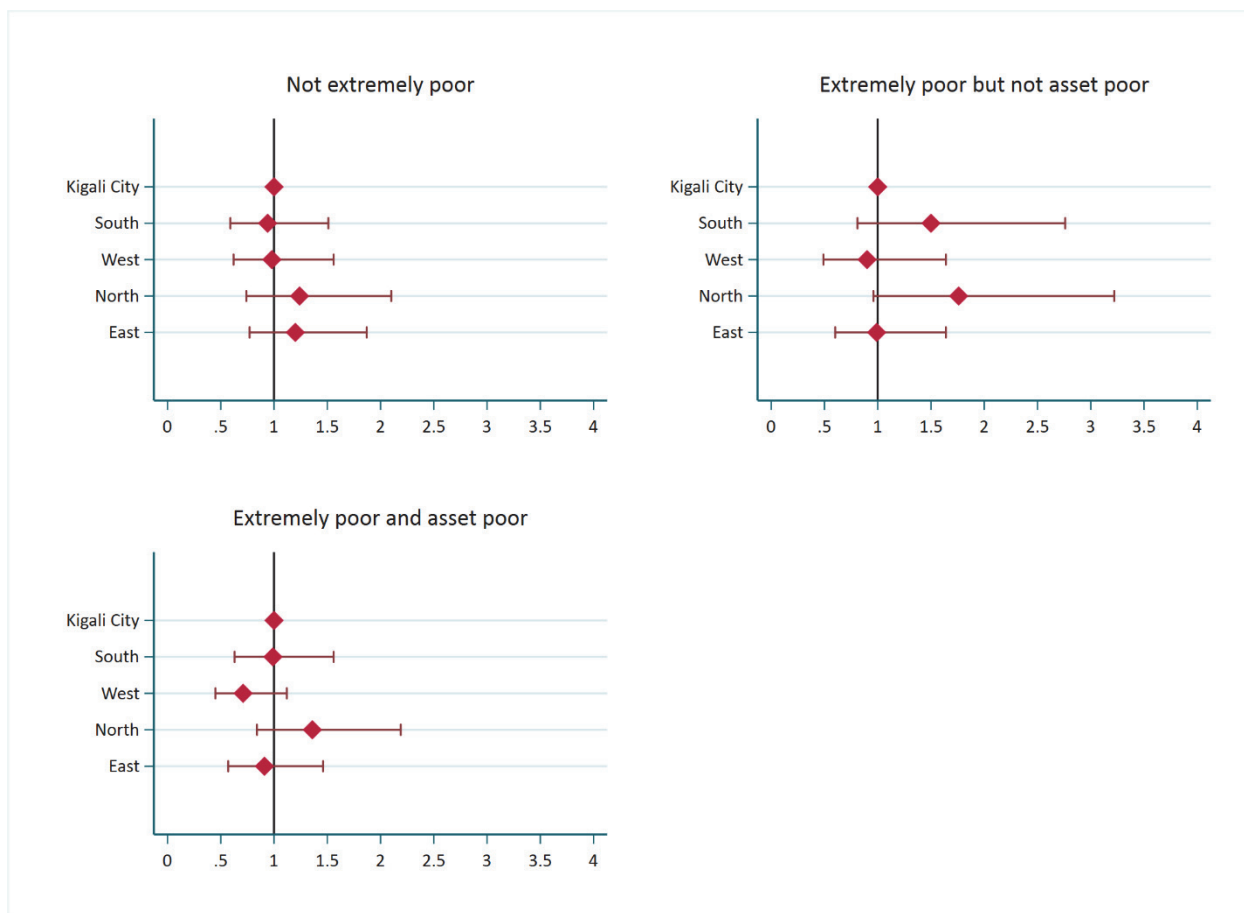 Not extremely poor
Kigali City
South
West
North
East
0 .5 1 1.5 2 2.5 3 3.5 4
Extremely poor but not asset poor
Kigali City
South
West
North
East
0 .5 1 1.5 2 2.5 3 3.5 4
Extremely poor and asset poor
Kigali City
South
West
North
East
0 .5 1 1.5 2 2.5 3 3.5 4